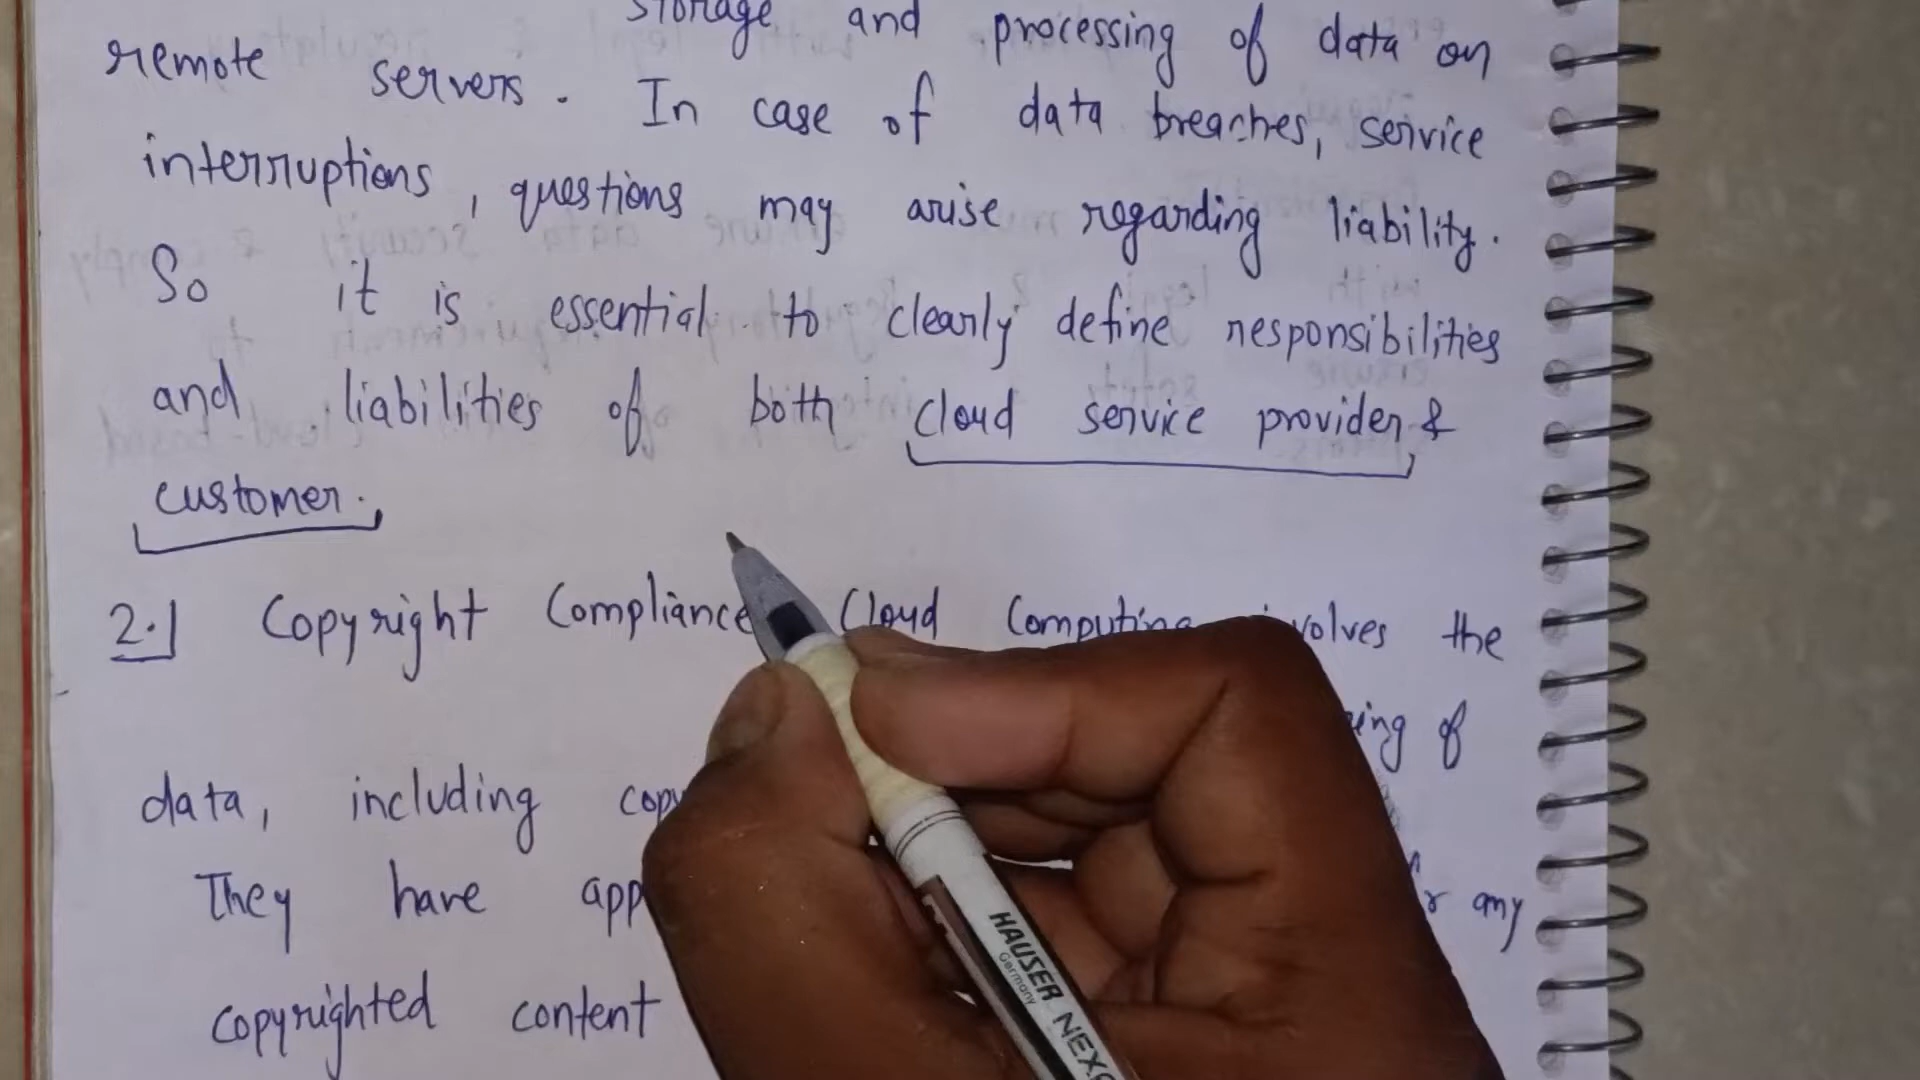 storage and processing of data on
remote servers. In case of data breaches, service
interruptions, questions may arise regarding liability.
So it is essential to clearly define responsibilities
and liabilities of both cloud service provider &
customer.
2.] Copyright Compliance Cloud Computing involves the
of
data, including
They have any
copyrighted content
HAUSER
Germany